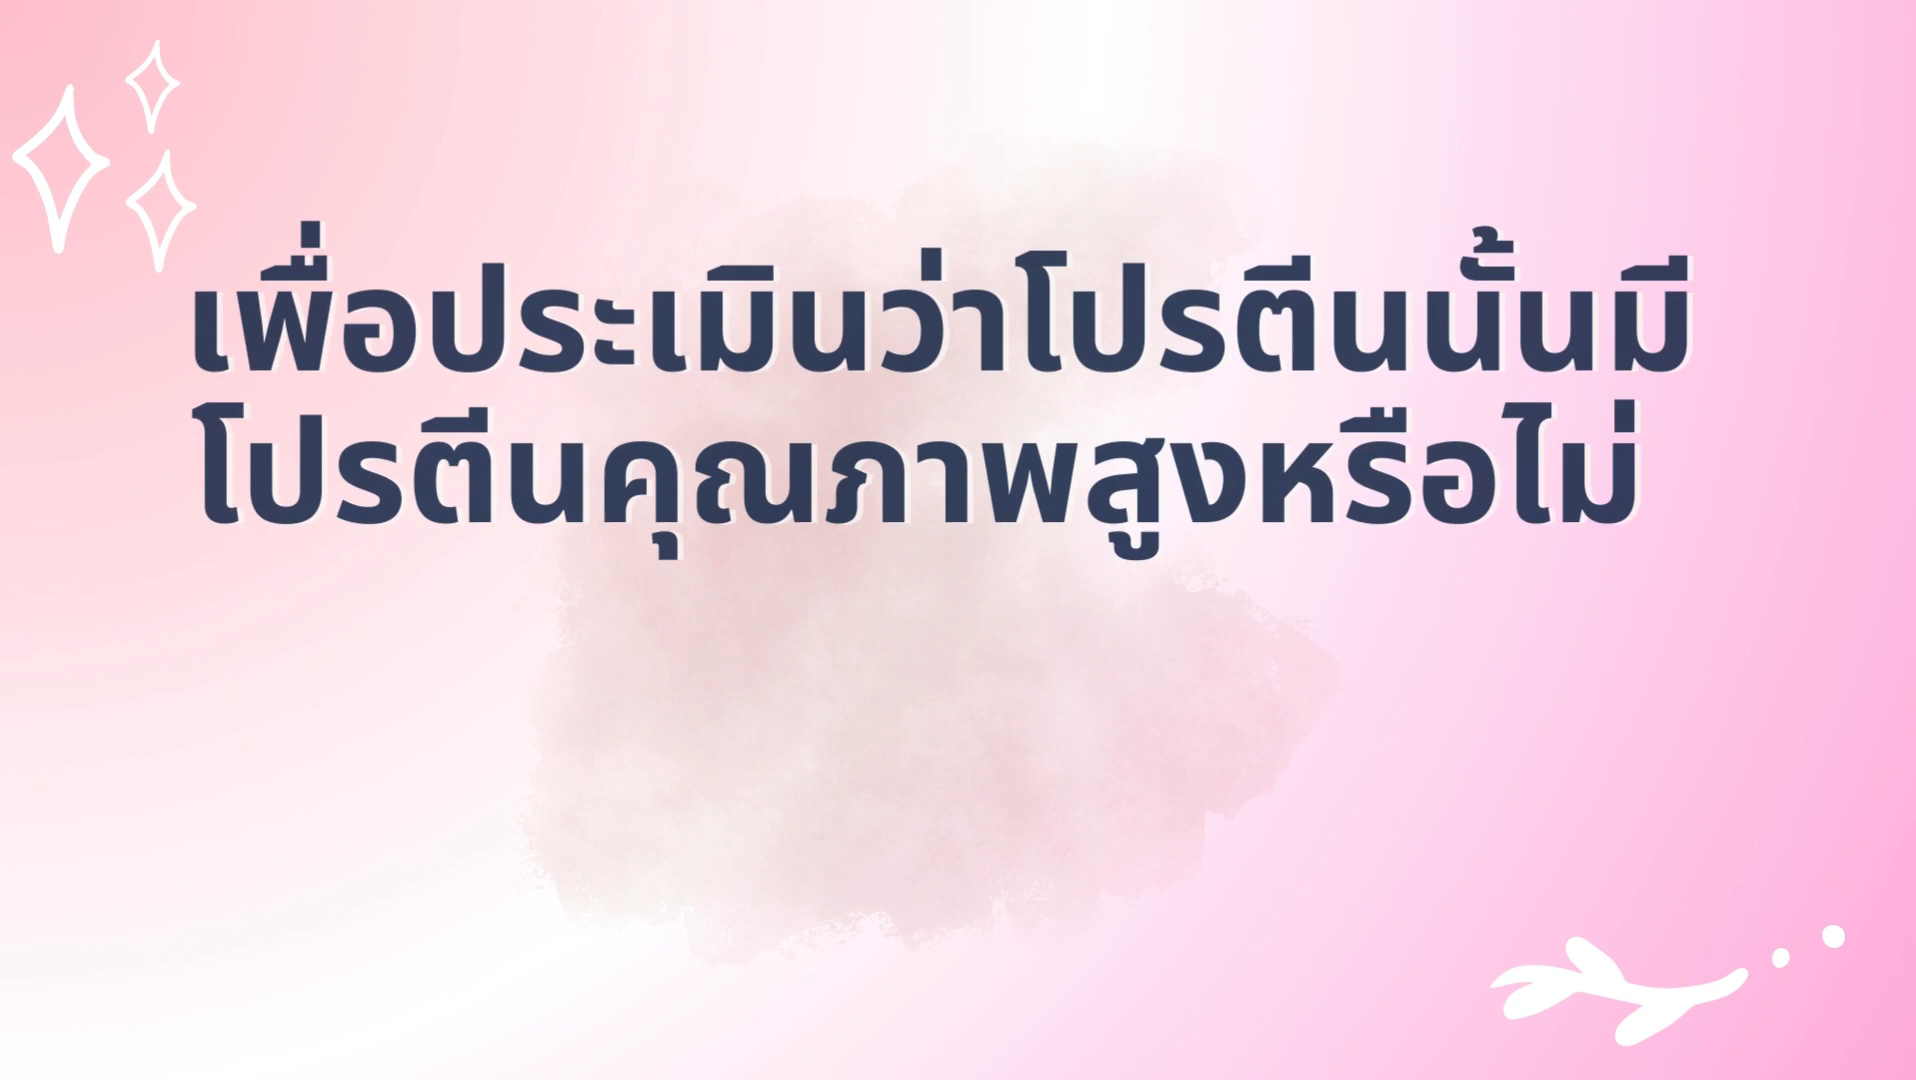 เพื่อประเมินว่าโปรตีนนั้นมี
โปรตีนคุณภาพสูงหรือไม่